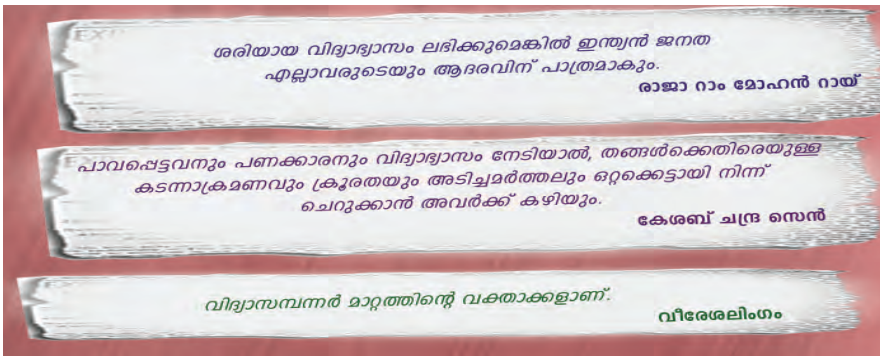 ശരിയായ വിദ്യാഭ്യാസം ലഭിക്കുമെങ്കിൽ ഇന്ത്യൻ ജനത
എല്ലാവരുടെയും ആദരവിന് പാത്രമാകും.
രാജാ റാം മോഹൻ റായ്
പാവപ്പെട്ടവനും പണക്കാരനും വിദ്യാഭ്യാസം നേടിയാൽ, തങ്ങൾക്കെതിരെയുള്ള
കടന്നാക്രമണവും ക്രൂരതയും അടിച്ചമർത്തലും ഒറ്റക്കെട്ടായി നിന്ന്
ചെറുക്കാൻ അവർക്ക് കഴിയും.
കേശബ് ചന്ദ്ര സെൻ
വിദ്യാസമ്പന്നർ മാറ്റത്തിന്റെ വക്താക്കളാണ്.
വീരേശലിംഗം